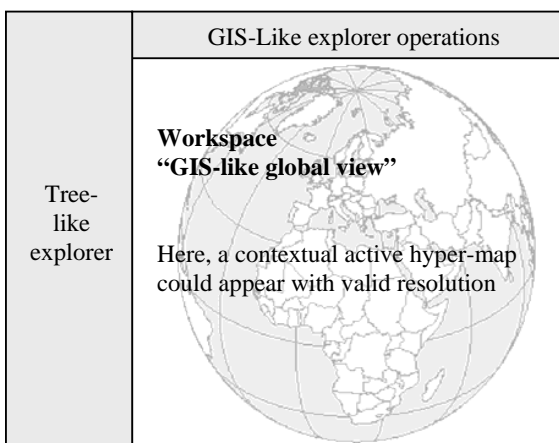 GIS-Like explorer operations
Tree-
like
explorer
Workspace
“GIS-like global view”
Here, a contextual active hyper-map
could appear with valid resolution